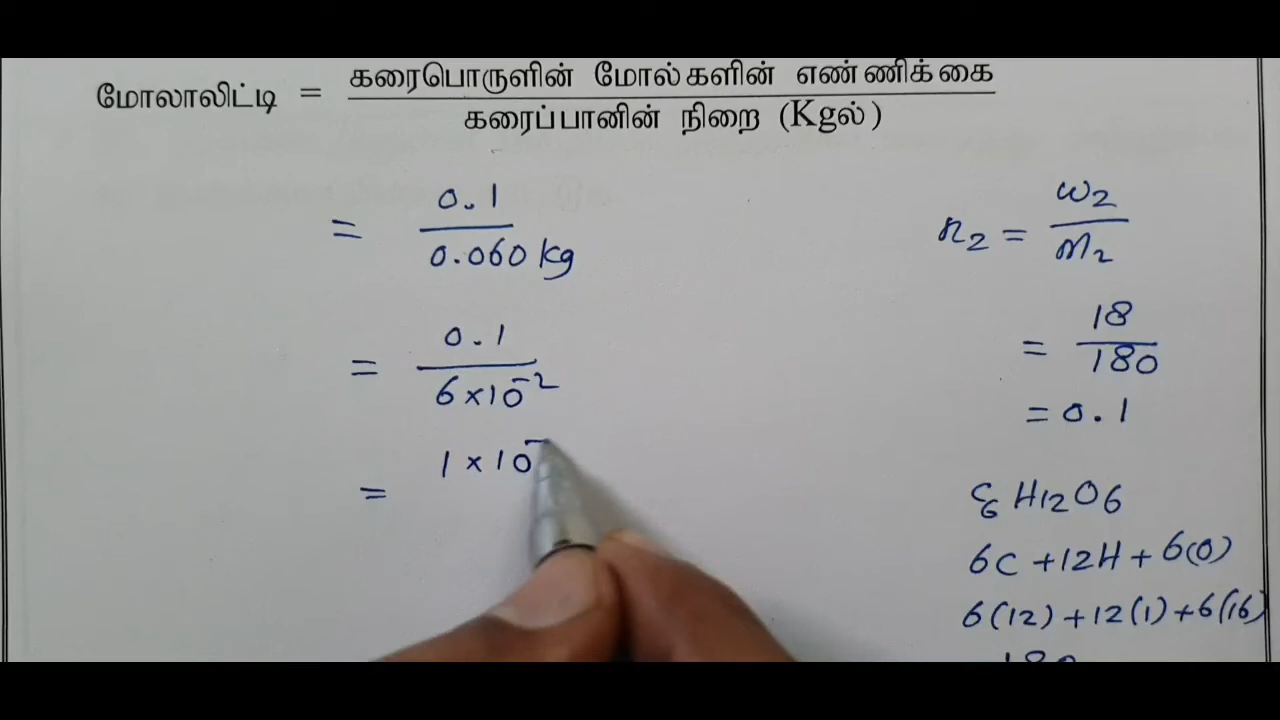 மோலாலிட்டி = கரைபொருளின் மோல்களின் எண்ணிக்கை
கரைப்பானின் நிறை (Kgல்)
= 0.1
0.060 kg
= 0.1
6×10⁻²
= 1×10⁻
n₂ = w₂
m₂
= 18
180
= 0.1
C₆H₁₂O₆
6C+12H+6(O)
6(12)+12(1)+6(16)